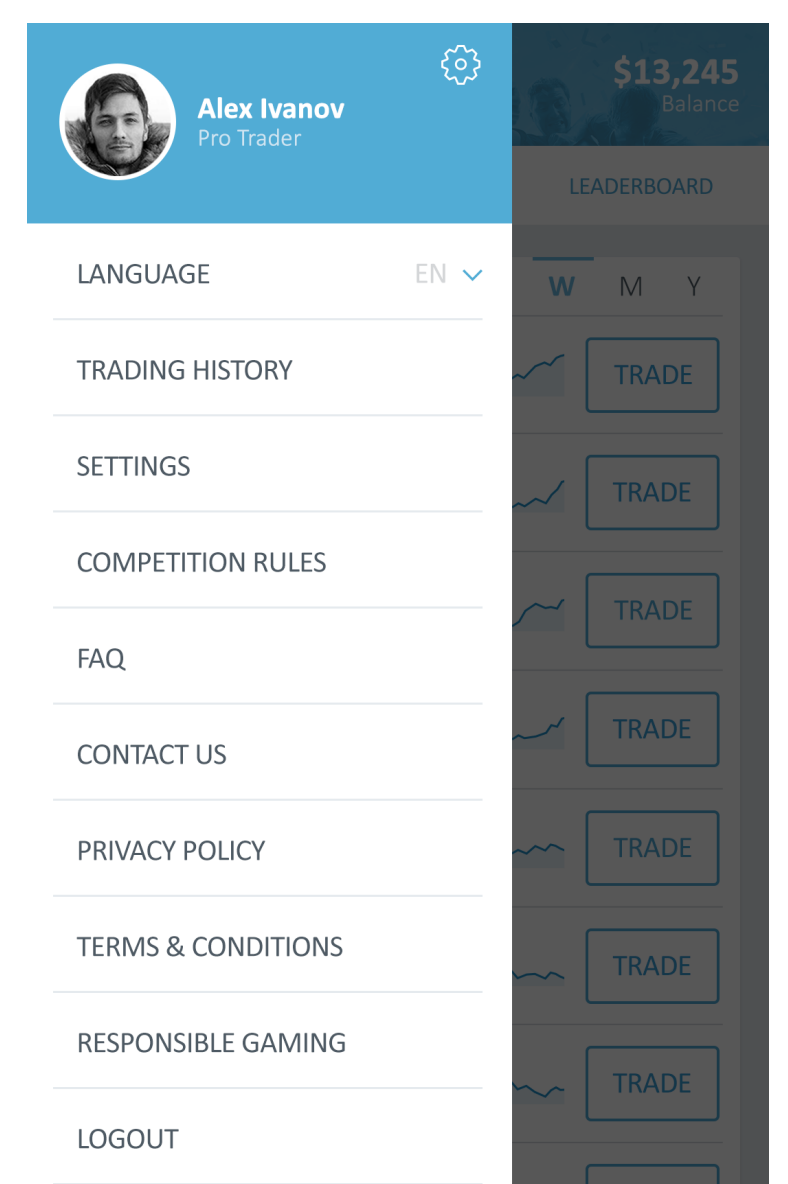 Alex Ivanov
Pro Trader
$13,245
Balance
LEADERBOARD
LANGUAGE EN
W M Y
TRADING HISTORY
TRADE
SETTINGS
TRADE
COMPETITION RULES
TRADE
FAQ
TRADE
CONTACT US
PRIVACY POLICY
TRADE
TERMS & CONDITIONS
TRADE
RESPONSIBLE GAMING
TRADE
LOGOUT